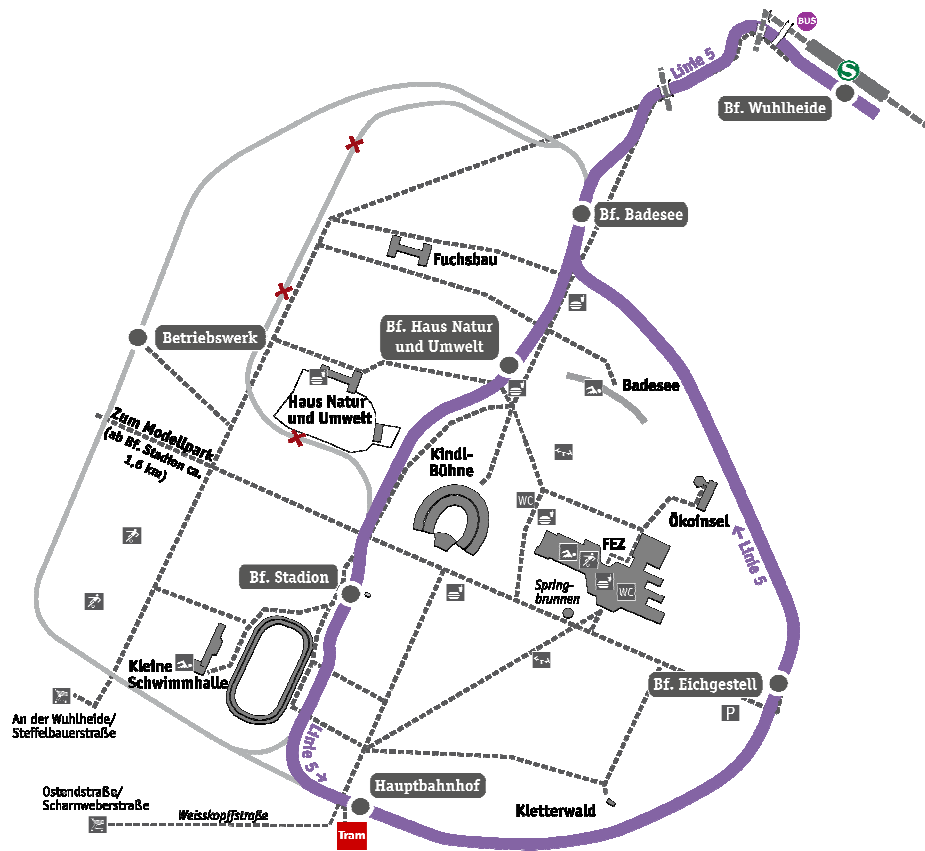 BUS
Linie 5
S
Bf. Wuhlheide
Bf. Badesee
Fuchsbau
Betriebswerk
Bf. Haus Natur
und Umwelt
Badesee
Haus Natur
und Umwelt
Zum Modellpark
(ab Bf. Stadion ca.
1,6 km)
Kindl-
Bühne
WC
Ökoinsel
FEZ
← Linie 5
Bf. Stadion
Spring-
brunnen
WC
Kleine
Schwimmhalle
Bf. Eichgestell
P
An der Wuhlheide/
Steffelbauerstraße
Linie 5 →
Hauptbahnhof
Ostendstraße/
Scharnweberstraße
Weisskopffstraße
Kletterwald
Tram